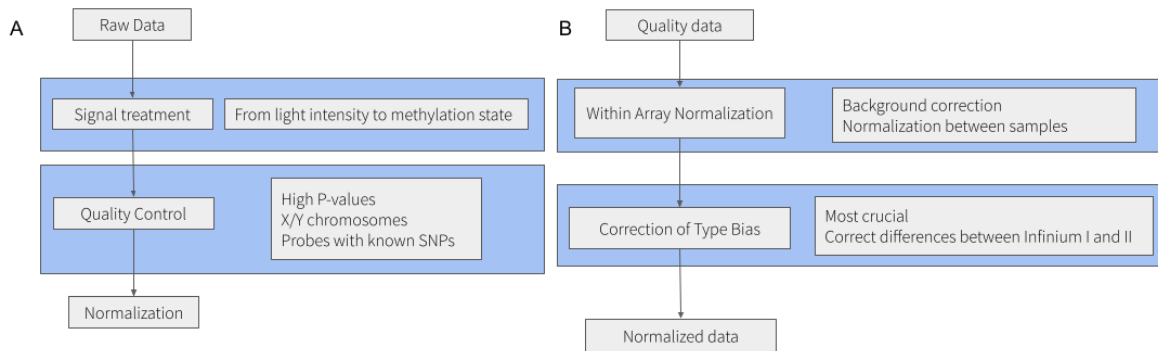 A
Raw Data
Signal treatment
From light intensity to methylation state
Quality Control
High P-values
X/Y chromosomes
Probes with known SNPs
Normalization
B
Quality data
Within Array Normalization
Background correction
Normalization between samples
Correction of Type Bias
Most crucial
Correct differences between Infinium I and II
Normalized data